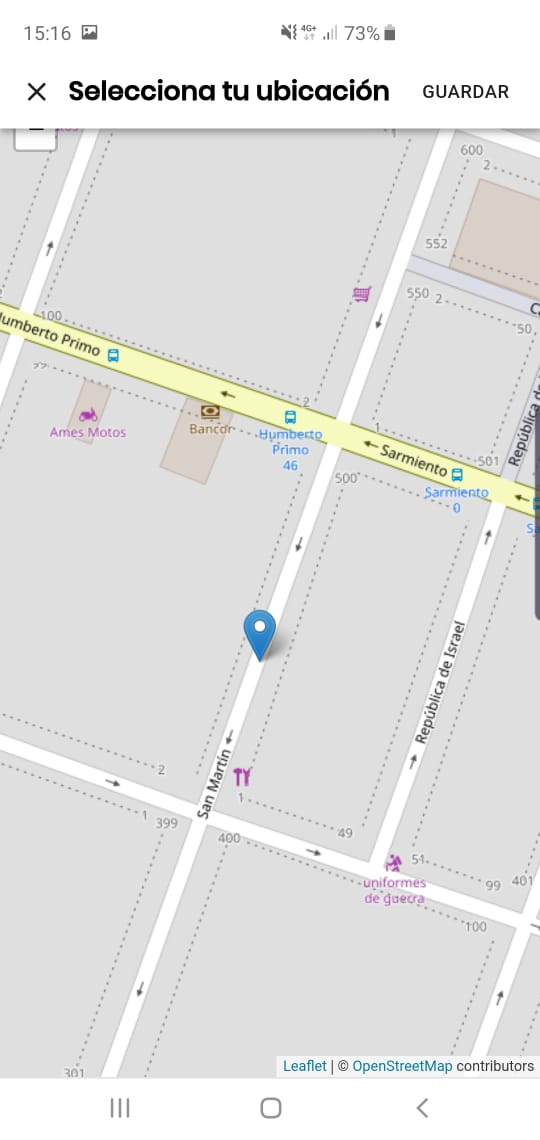 15:16
4G+
73%
Selecciona tu ubicación
GUARDAR
600
2
552
550
2
50
100
Humberto Primo
2
Ames Motos
Bancor
Humberto
Primo
46
1
Sarmiento
501
República de
500
Sarmiento
0
República de Israel
San Martín
2
1
399
1
400
49
51
uniformes
de guerra
99
401
100
301
Leaflet | © OpenStreetMap contributors